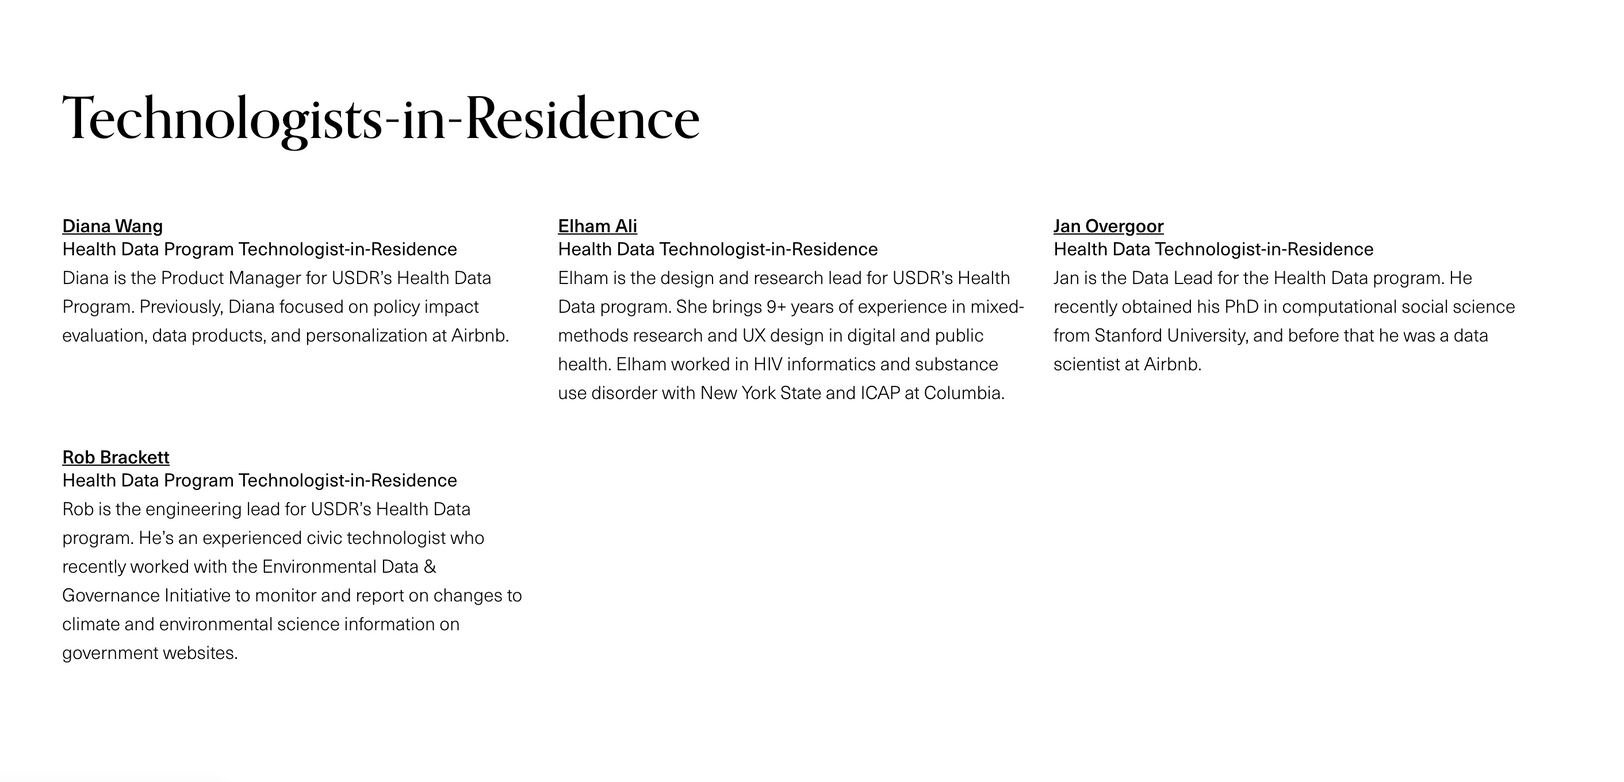 Technologists-in-Residence
Diana Wang
Health Data Program Technologist-in-Residence
Diana is the Product Manager for USDR's Health Data
Program. Previously, Diana focused on policy impact
evaluation, data products, and personalization at Airbnb.
Elham Ali
Health Data Technologist-in-Residence
Elham is the design and research lead for USDR's Health
Data program. She brings 9+ years of experience in mixed-
methods research and UX design in digital and public
health. Elham worked in HIV informatics and substance
use disorder with New York State and ICAP at Columbia.
Jan Overgoor
Health Data Technologist-in-Residence
Jan is the Data Lead for the Health Data program. He
recently obtained his PhD in computational social science
from Stanford University, and before that he was a data
scientist at Airbnb.
Rob Brackett
Health Data Program Technologist-in-Residence
Rob is the engineering lead for USDR's Health Data
program. He's an experienced civic technologist who
recently worked with the Environmental Data &
Governance Initiative to monitor and report on changes to
climate and environmental science information on
government websites.